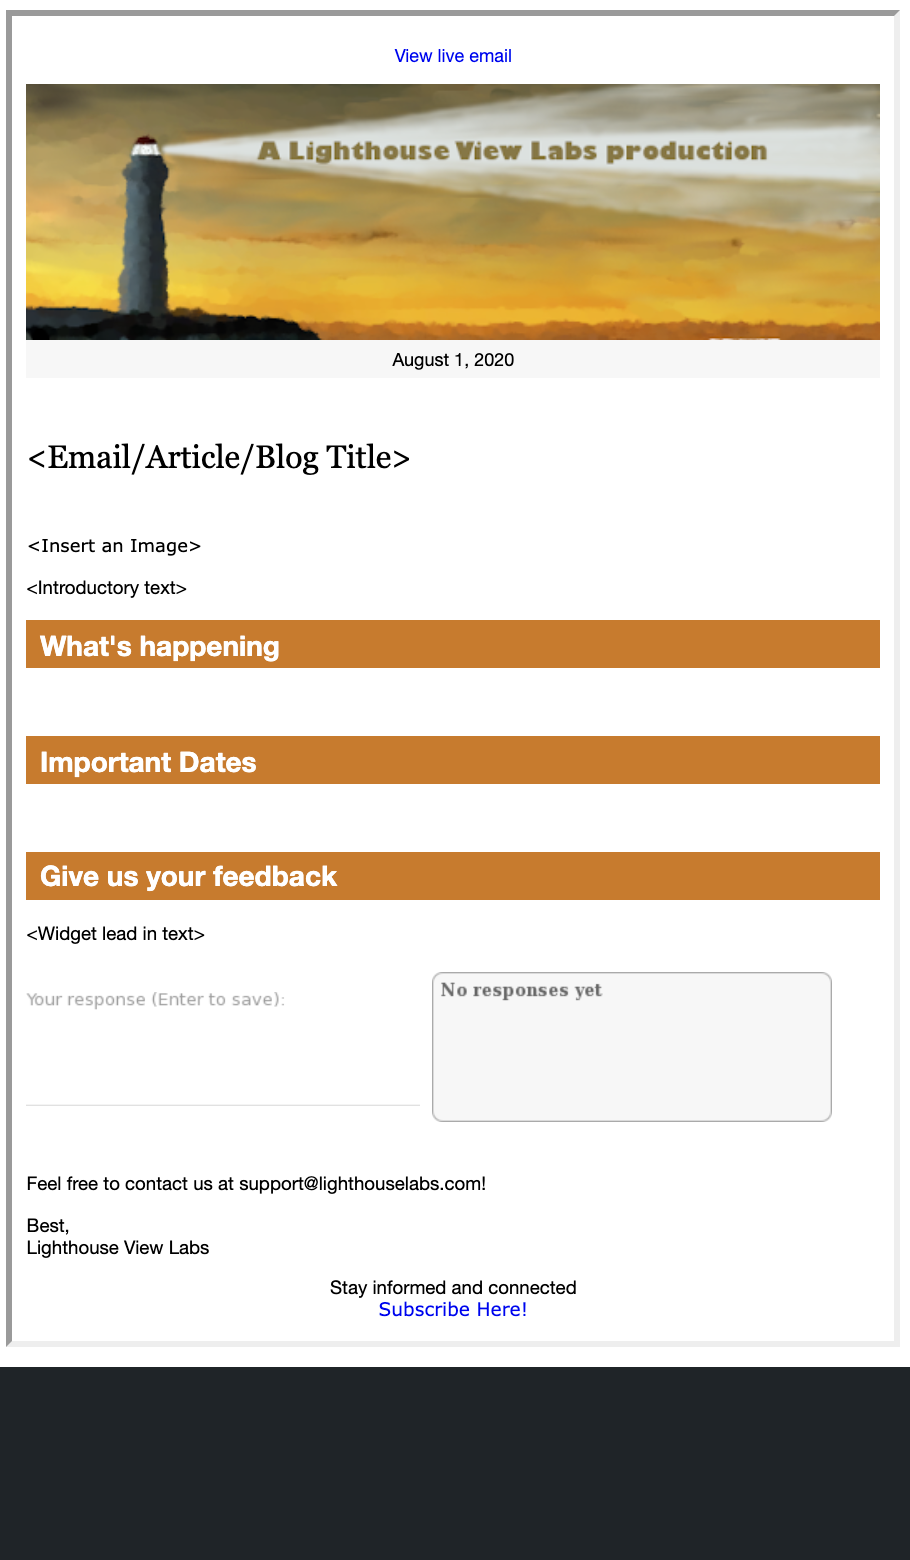 View live email
A Lighthouse View Labs production
August 1, 2020
<Email/Article/Blog Title>
<Insert an Image>
<Introductory text>
What's happening
Important Dates
Give us your feedback
<Widget lead in text>
Your response (Enter to save):
No responses yet
Feel free to contact us at support@lighthouselabs.com!
Best,
Lighthouse View Labs
Stay informed and connected
Subscribe Here!